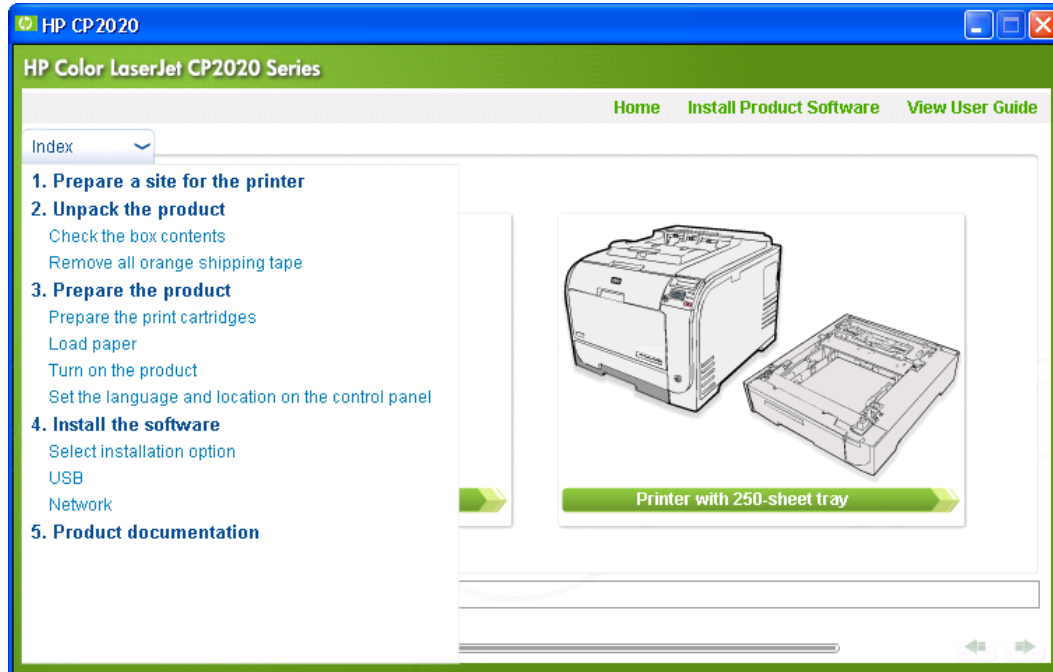 HP CP2020
HP Color LaserJet CP2020 Series
Home Install Product Software View User Guide
Index
1. Prepare a site for the printer
2. Unpack the product
Check the box contents
Remove all orange shipping tape
3. Prepare the product
Prepare the print cartridges
Load paper
Turn on the product
Set the language and location on the control panel
4. Install the software
Select installation option
USB
Network
5. Product documentation
Printer with 250-sheet tray